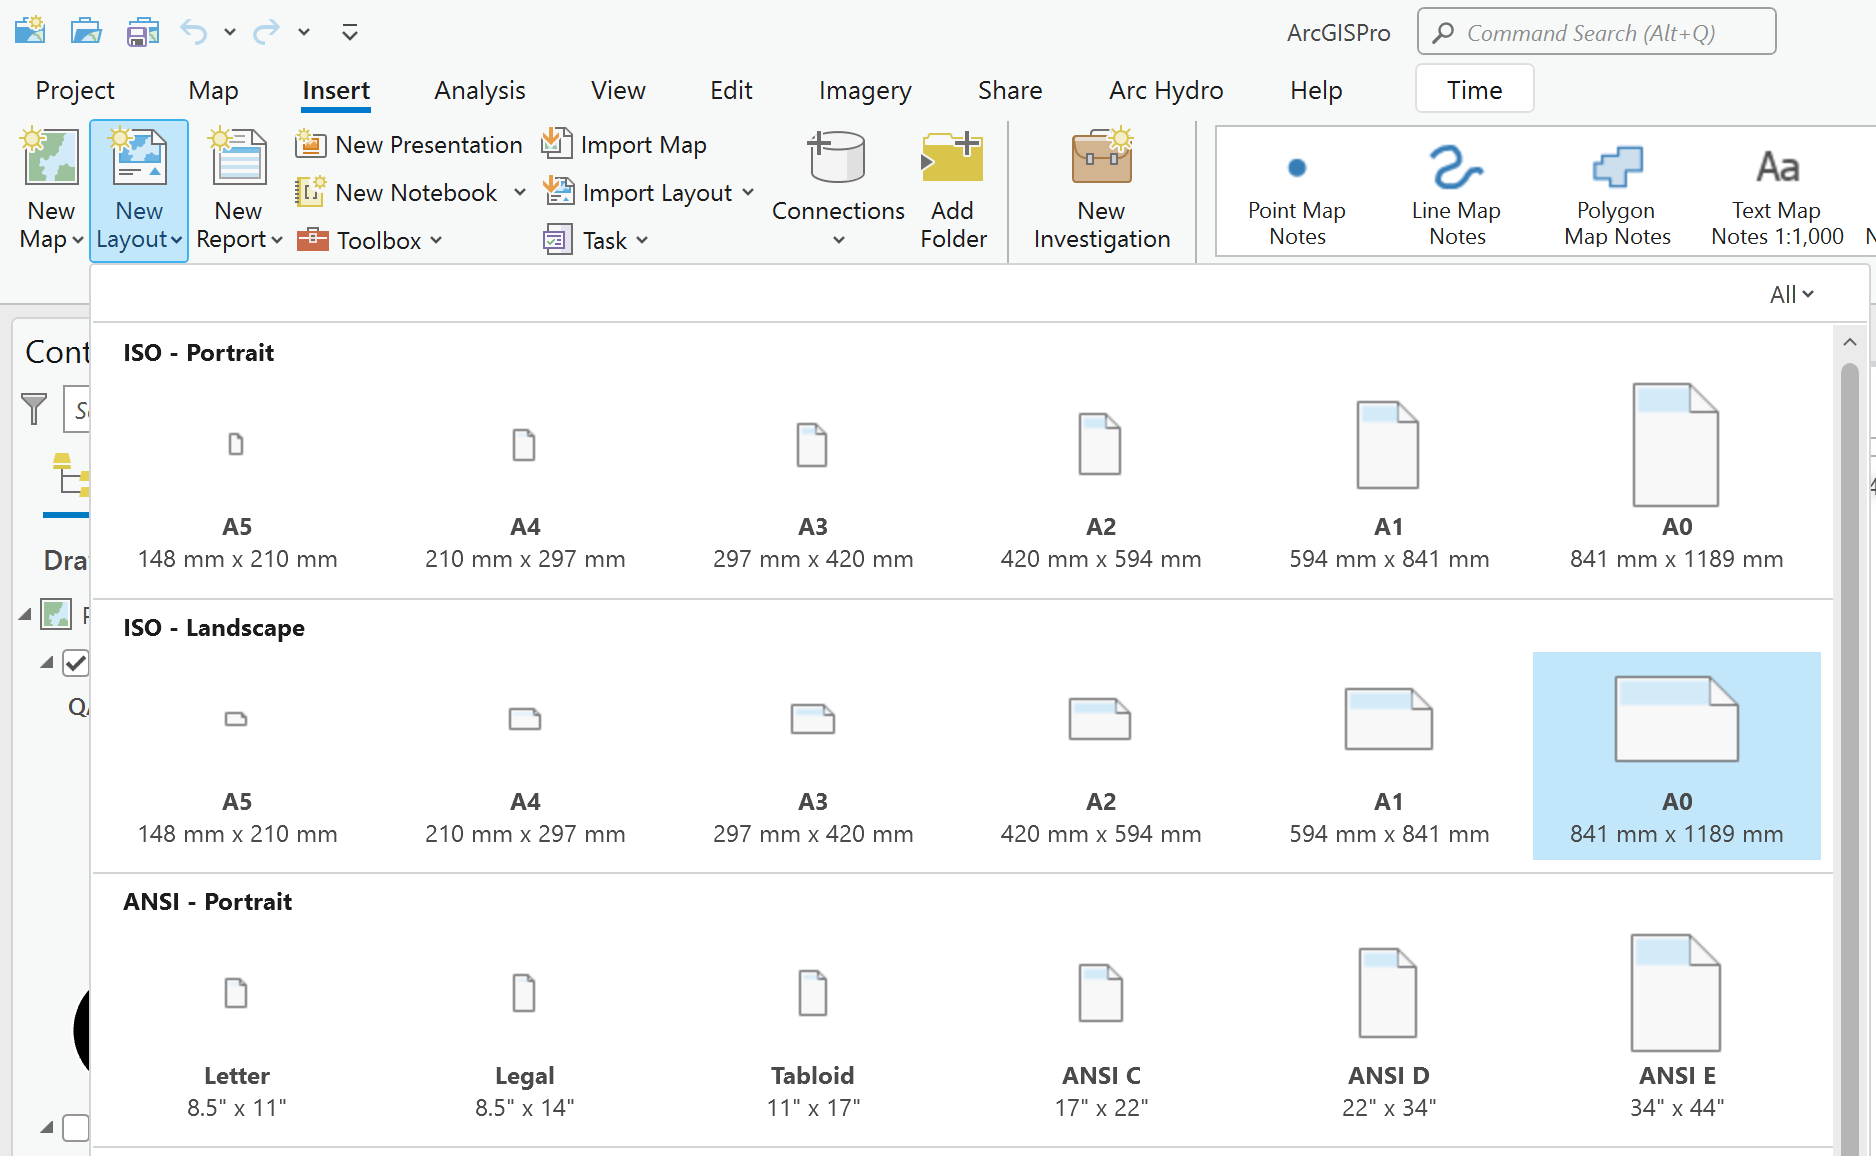 ArcGISPro
Command Search (Alt+Q)
Project Map Insert Analysis View Edit Imagery Share Arc Hydro Help Time
New Map
New Layout
New Report
New Presentation
New Notebook
Toolbox
Import Map
Import Layout
Task
Connections
Add Folder
New Investigation
Point Map Notes
Line Map Notes
Polygon Map Notes
Aa
Text Map Notes 1:1,000
All
ISO - Portrait
A5 A4 A3 A2 A1 A0
148 mm x 210 mm 210 mm x 297 mm 297 mm x 420 mm 420 mm x 594 mm 594 mm x 841 mm 841 mm x 1189 mm
ISO - Landscape
A5 A4 A3 A2 A1 A0
148 mm x 210 mm 210 mm x 297 mm 297 mm x 420 mm 420 mm x 594 mm 594 mm x 841 mm 841 mm x 1189 mm
ANSI - Portrait
Letter Legal Tabloid ANSI C ANSI D ANSI E
8.5" x 11" 8.5" x 14" 11" x 17" 17" x 22" 22" x 34" 34" x 44"